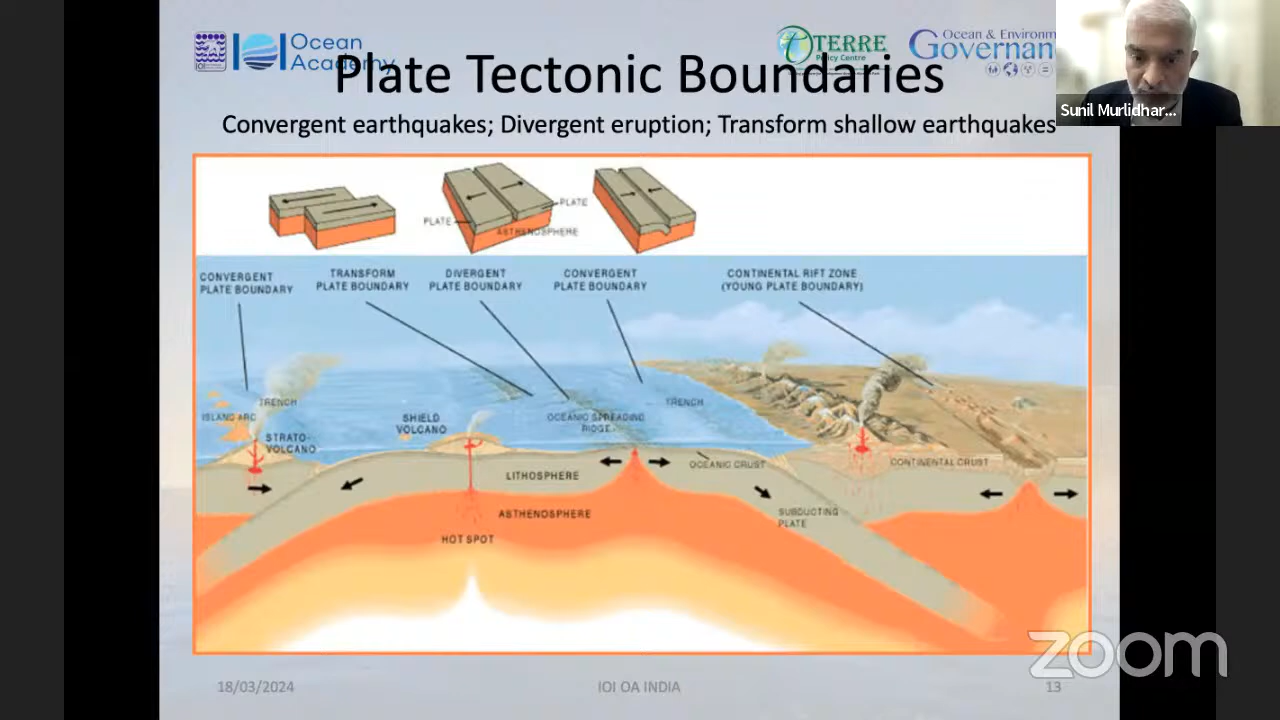 Ocean
Academy
IOI
TERRE
Policy Centre
Ocean & Environm
Governan
Plate Tectonic Boundaries
Convergent earthquakes; Divergent eruption; Transform shallow earthquakes
Sunil Murlidhar...
PLATE
PLATE
ASTHENOSPHERE
CONVERGENT
PLATE BOUNDARY
TRANSFORM
PLATE BOUNDARY
DIVERGENT
PLATE BOUNDARY
CONVERGENT
PLATE BOUNDARY
CONTINENTAL RIFT ZONE
(YOUNG PLATE BOUNDARY)
TRENCH
ISLAND ARC
STRATO-
VOLCANO
SHIELD
VOLCANO
OCEANIC SPREADING
RIDGE
TRENCH
LITHOSPHERE
OCEANIC CRUST
CONTINENTAL CRUST
ASTHENOSPHERE
SUBDUCTING
PLATE
HOT SPOT
zoom
18/03/2024
IOI OA INDIA
13